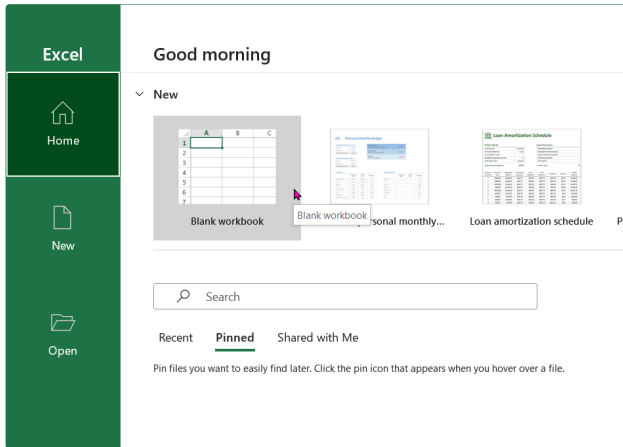 Excel
Good morning
Home
New
A B C
1
2
3
4
5
6
7
Blank workbook
Blank workbook
personal monthly...
Loan Amortization Schedule
Loan amortization schedule
P
New
Search
Recent Pinned Shared with Me
Open
Pin files you want to easily find later. Click the pin icon that appears when you hover over a file.